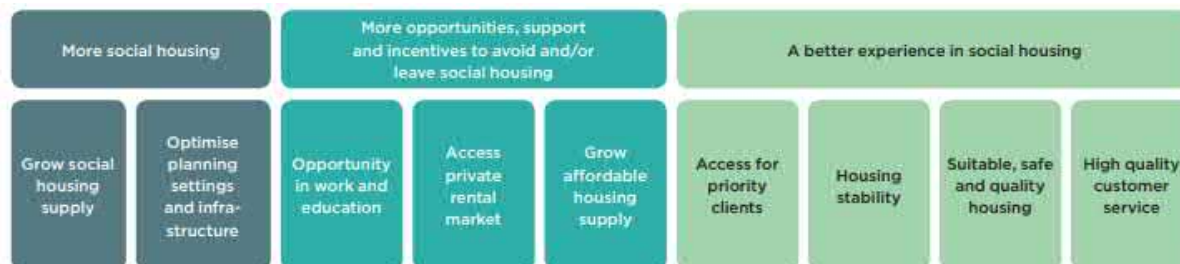 More social housing
More opportunities, support
and incentives to avoid and/or
leave social housing
A better experience in social housing
Grow social
housing
supply
Optimise
planning
settings
and infra-
structure
Opportunity
in work and
education
Access
private
rental
market
Grow
affordable
housing
supply
Access for
priority
clients
Housing
stability
Suitable, safe
and quality
housing
High quality
customer
service